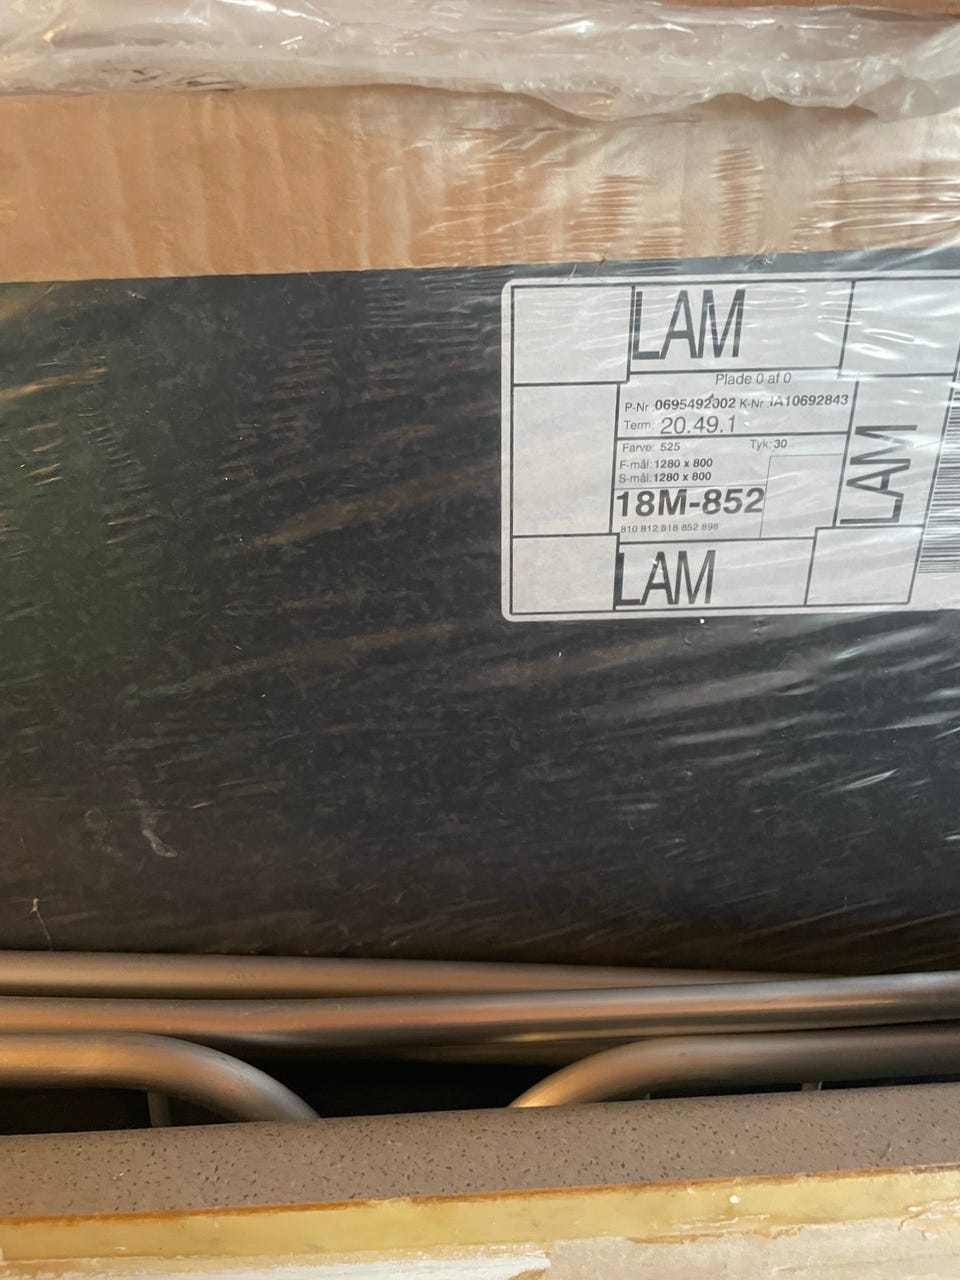 LAM
Plade 0 af 0
P-Nr.:0695492002 K-Nr.:IA10692843
Term: 20.49.1
Farve: 525 Tyk: 30
F-mål: 1280 x 800
S-mål: 1280 x 800
18M-852
810 812 818 852 898
LAM
LAM